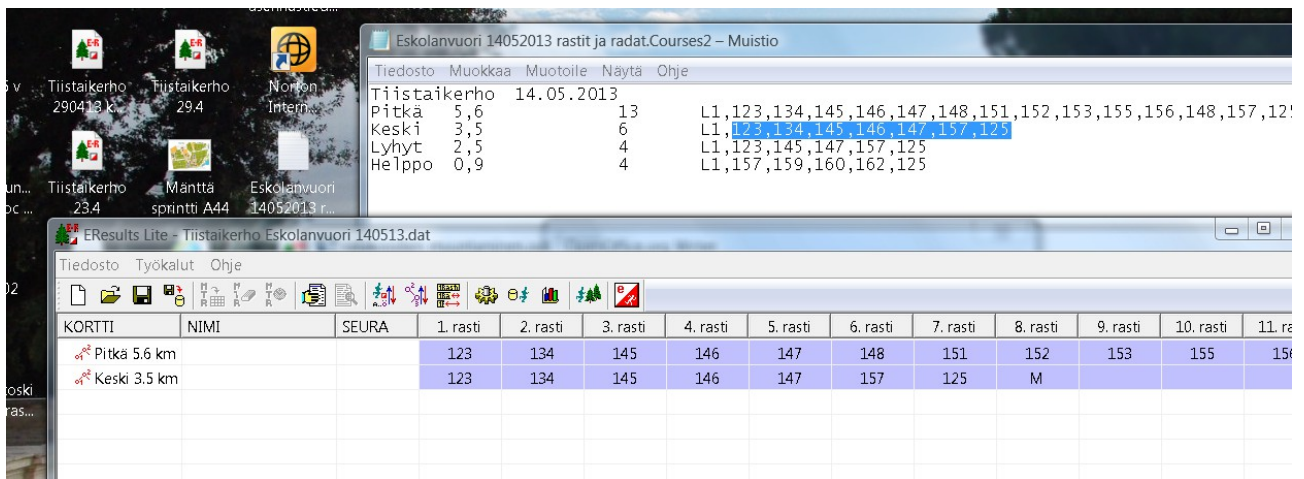 asennustied...
Tiistaikerho
290413 k...
Tiistaikerho
29.4
Norton
Intern...
Tiistaikerho
23.4
Mänttä
sprintti A44
Eskolanvuori
14052013 r...
Eskolanvuori 14052013 rastit ja radat.Courses2 – Muistio
Tiedosto Muokkaa Muotoile Näytä Ohje
Tiistaikerho 14.05.2013
Pitkä 5,6 13 L1,123,134,145,146,147,148,151,152,153,155,156,148,157,125
Keski 3,5 6 L1,123,134,145,146,147,157,125
Lyhyt 2,5 4 L1,123,145,147,157,125
Helppo 0,9 4 L1,157,159,160,162,125
EResults Lite - Tiistaikerho Eskolanvuori 140513.dat
Tiedosto Työkalut Ohje
KORTTI NIMI SEURA 1. rasti 2. rasti 3. rasti 4. rasti 5. rasti 6. rasti 7. rasti 8. rasti 9. rasti 10. rasti 11. ra
Pitkä 5.6 km 123 134 145 146 147 148 151 152 153 155 156
Keski 3.5 km 123 134 145 146 147 157 125 M